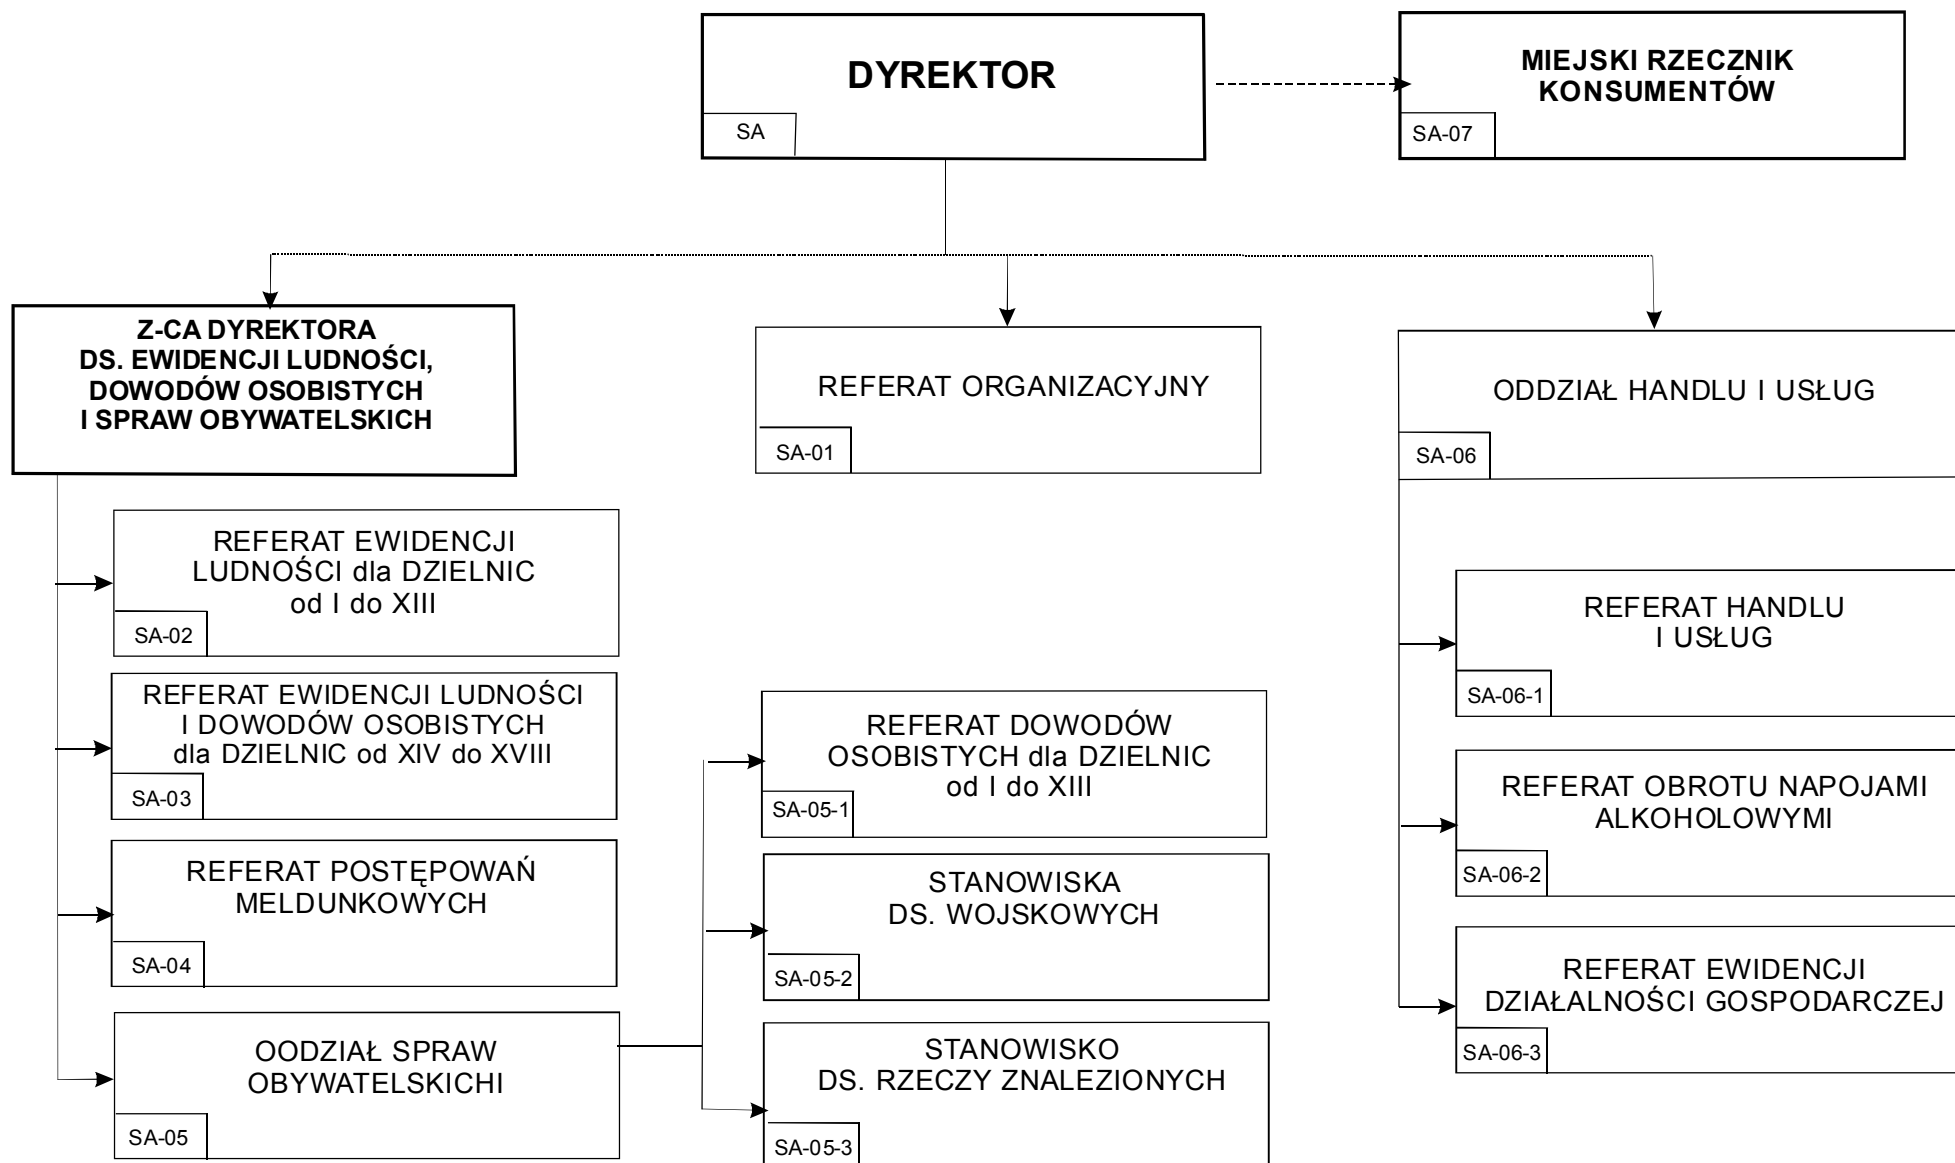 DYREKTOR
SA
MIEJSKI RZECZNIK
KONSUMENTÓW
SA-07
Z-CA DYREKTORA
DS. EWIDENCJI LUDNOŚCI,
DOWODÓW OSOBISTYCH
I SPRAW OBYWATELSKICH
REFERAT ORGANIZACYJNY
SA-01
ODDZIAŁ HANDLU I USŁUG
SA-06
REFERAT EWIDENCJI
LUDNOŚCI dla DZIELNIC
od I do XIII
SA-02
REFERAT EWIDENCJI LUDNOŚCI
I DOWODÓW OSOBISTYCH
dla DZIELNIC od XIV do XVIII
SA-03
REFERAT POSTĘPOWAŃ
MELDUNKOWYCH
SA-04
OODZIAŁ SPRAW
OBYWATELSKICHI
SA-05
REFERAT DOWODÓW
OSOBISTYCH dla DZIELNIC
od I do XIII
SA-05-1
STANOWISKA
DS. WOJSKOWYCH
SA-05-2
STANOWISKO
DS. RZECZY ZNALEZIONYCH
SA-05-3
REFERAT HANDLU
I USŁUG
SA-06-1
REFERAT OBROTU NAPOJAMI
ALKOHOLOWYMI
SA-06-2
REFERAT EWIDENCJI
DZIAŁALNOŚCI GOSPODARCZEJ
SA-06-3